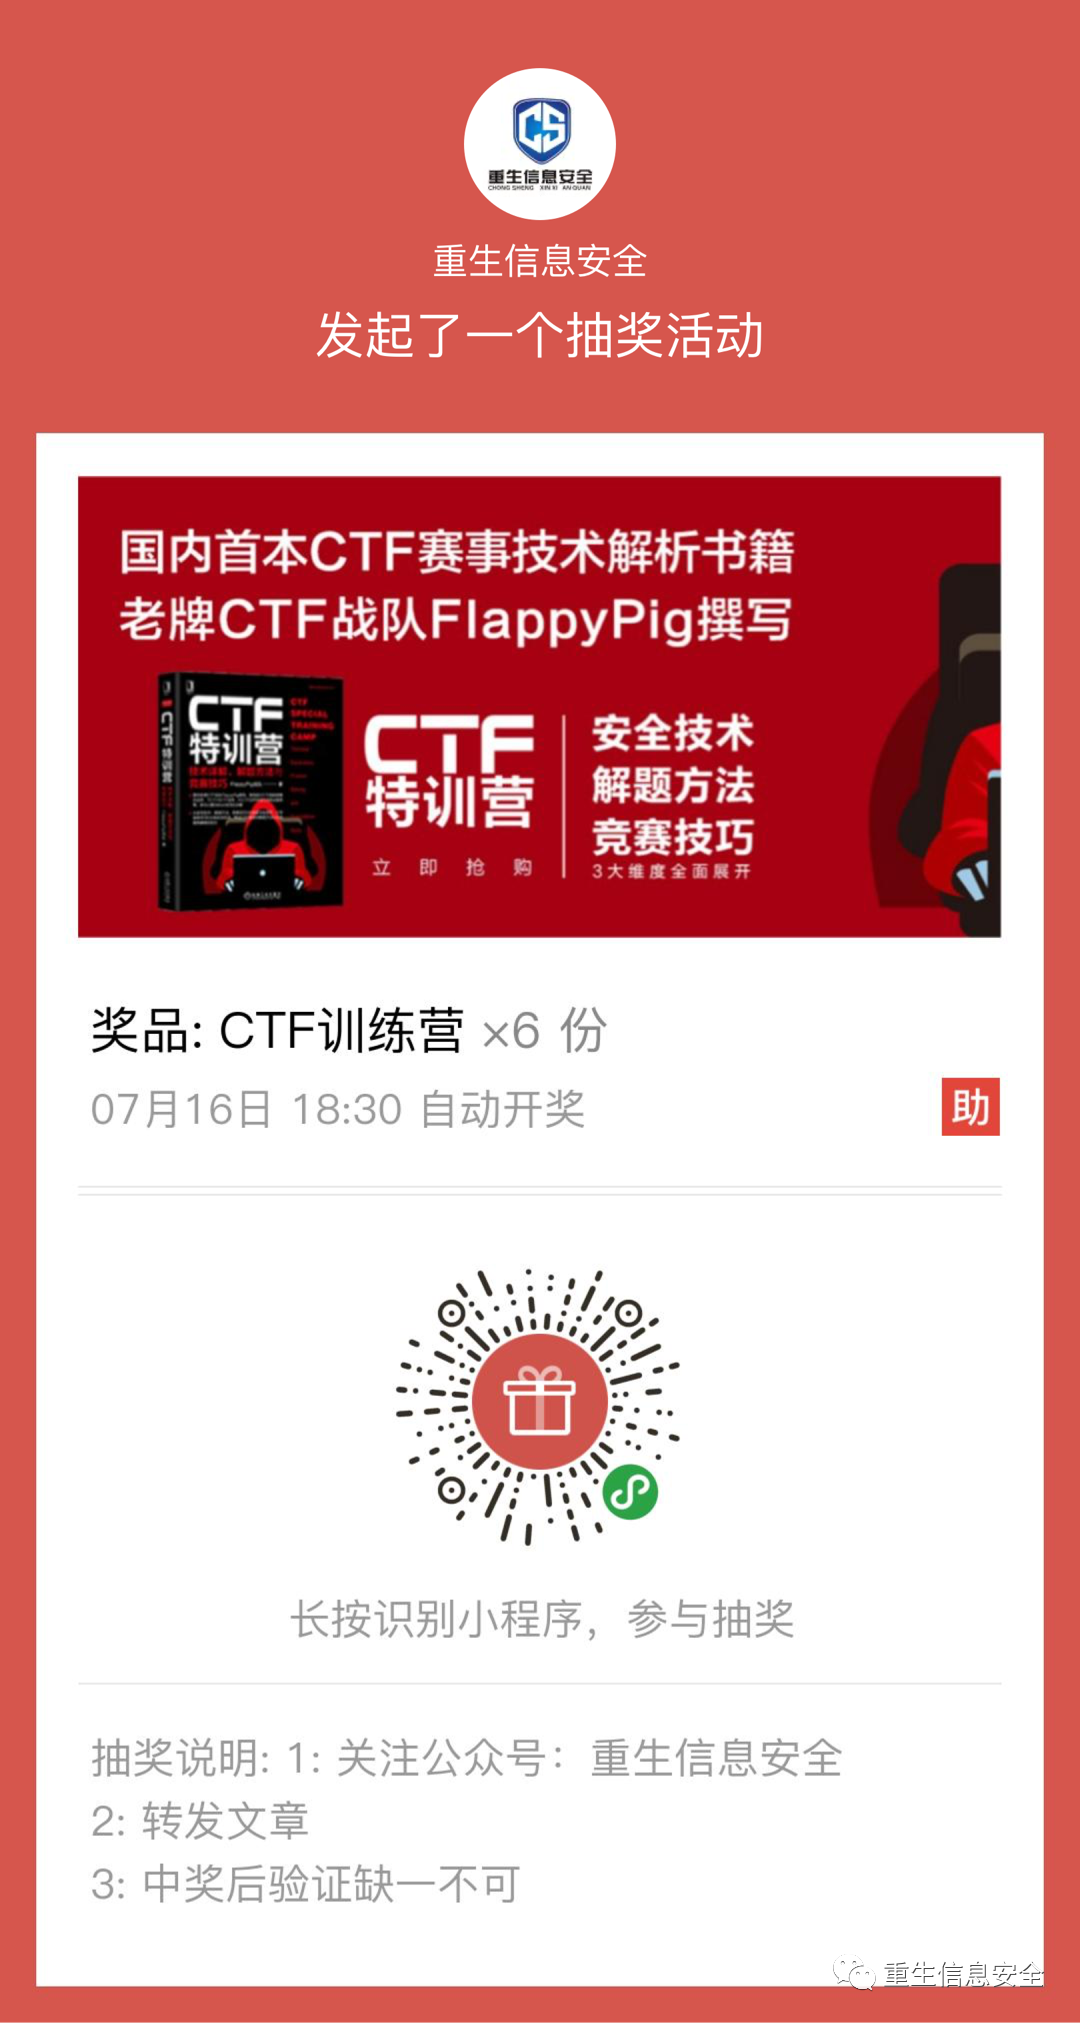 CS
重生信息安全
CHONG SHENG XIN XI AN QUAN
重生信息安全
发起了一个抽奖活动
国内首本CTF赛事技术解析书籍
老牌CTF战队FlappyPig撰写
CTF
特训营
CTF
SPECIAL
TRAINING
CAMP
技术详解、解题方法与
竞赛技巧
CTF特训营
CTF
特训营
立即抢购
安全技术
解题方法
竞赛技巧
3大维度全面展开
奖品: CTF训练营 ×6 份
07月16日 18:30 自动开奖
助
长按识别小程序，参与抽奖
抽奖说明: 1: 关注公众号：重生信息安全
2: 转发文章
3: 中奖后验证缺一不可
重生信息安全